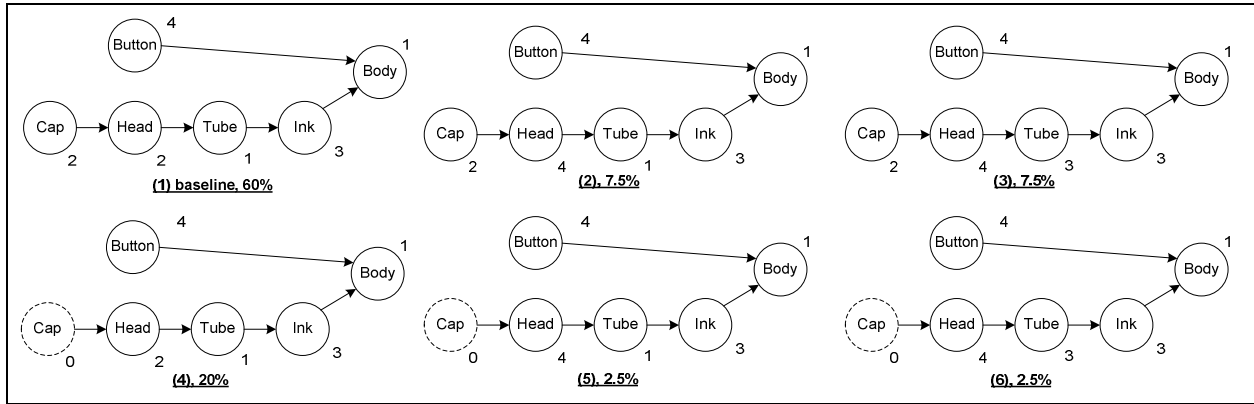 4
Button
1
Body
Cap
Head
Tube
Ink
2
2
1
3
(1) baseline, 60%
4
Button
1
Body
Cap
Head
Tube
Ink
2
4
1
3
(2), 7.5%
4
Button
1
Body
Cap
Head
Tube
Ink
2
4
3
3
(3), 7.5%
4
Button
1
Body
Cap
Head
Tube
Ink
0
2
1
3
(4), 20%
4
Button
1
Body
Cap
Head
Tube
Ink
0
4
1
3
(5), 2.5%
4
Button
1
Body
Cap
Head
Tube
Ink
0
4
3
3
(6), 2.5%